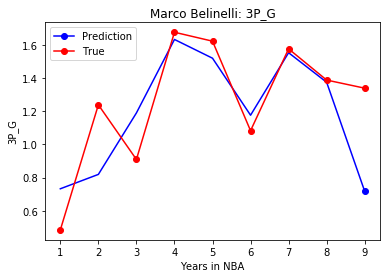 Marco Belinelli: 3P_G
Prediction
True
1.6
1.4
1.2
1.0
0.8
0.6
3P_G
1 2 3 4 5 6 7 8 9
Years in NBA